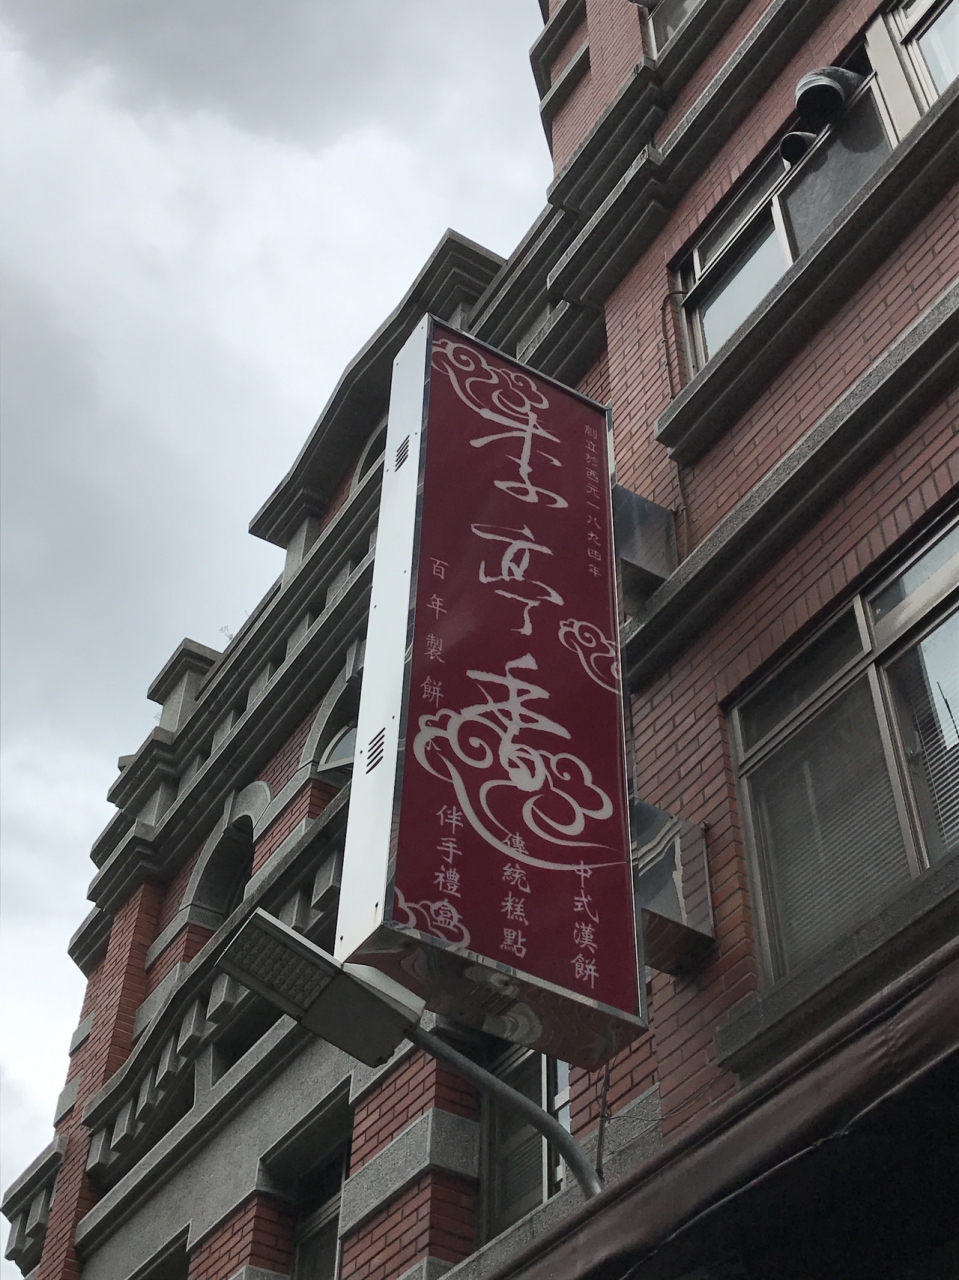 創立於西元一八九四年
李亭香
百年製餅
中式漢餅
傳統糕點
伴手禮盒